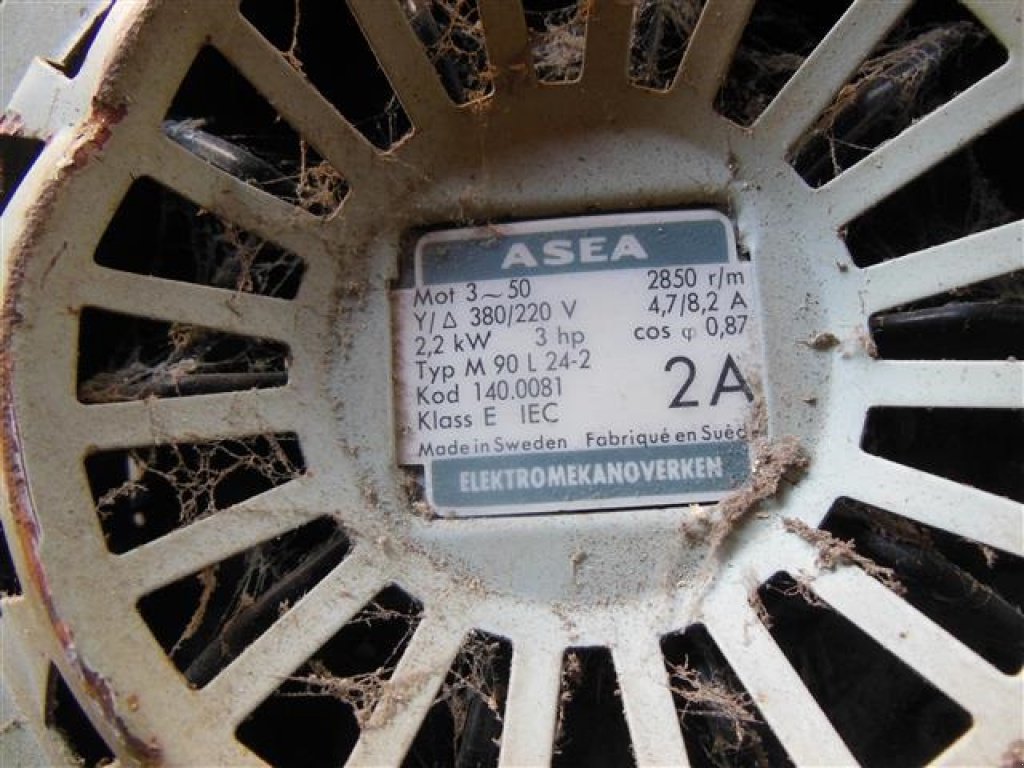 ASEA
Mot 3~50 2850 r/m
Y/Δ 380/220 V 4,7/8,2 A
2,2 kW 3 hp cos φ 0,87
Typ M 90 L 24-2
Kod 140.0081 2A
Klass E IEC
Made in Sweden Fabriqué en Suèd
ELEKTROMEKANOVERKEN